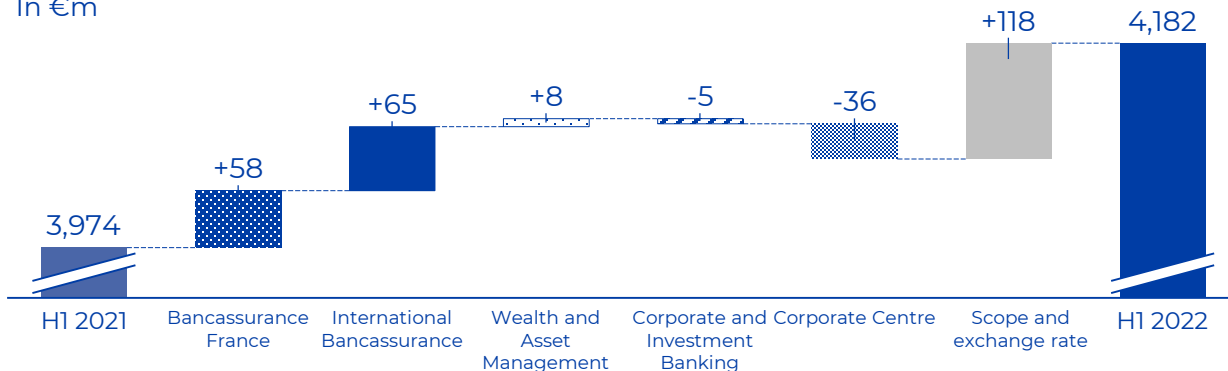 In €m
3,974
+58
+65
+8
-5
-36
+118
4,182
H1 2021
Bancassurance
France
International
Bancassurance
Wealth and
Asset
Management
Corporate and
Investment
Banking
Corporate Centre
Scope and
exchange rate
H1 2022